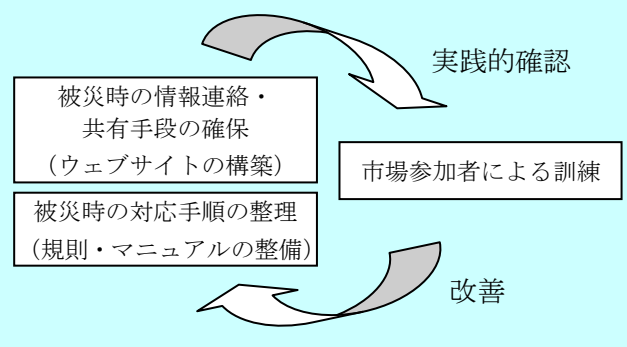 実践的確認
被災時の情報連絡・
共有手段の確保
（ウェブサイトの構築）
市場参加者による訓練
被災時の対応手順の整理
（規則・マニュアルの整備）
改善